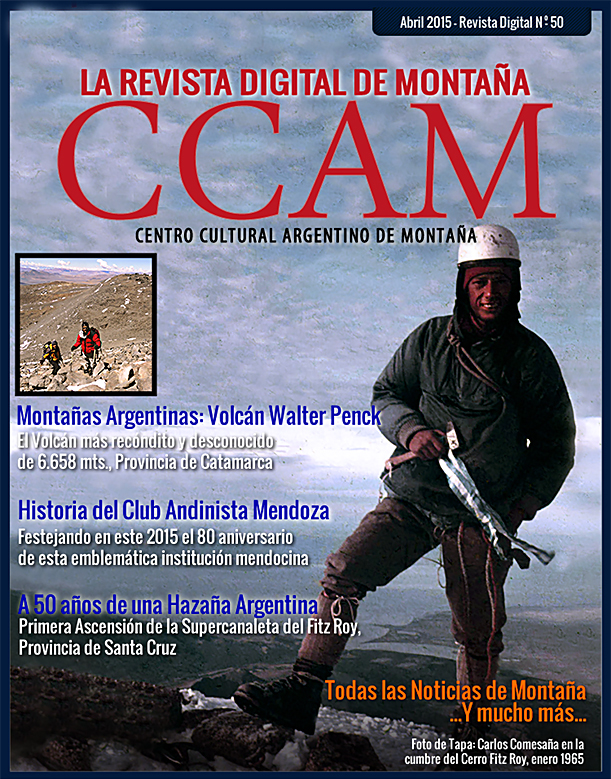 Abril 2015 - Revista Digital Nº 50
LA REVISTA DIGITAL DE MONTAÑA
CCAM
CENTRO CULTURAL ARGENTINO DE MONTAÑA
Montañas Argentinas: Volcán Walter Penck
El Volcán más recóndito y desconocido
de 6.658 mts., Provincia de Catamarca
Historia del Club Andinista Mendoza
Festejando en este 2015 el 80 aniversario
de esta emblemática institución mendocina
A 50 años de una Hazaña Argentina
Primera Ascensión de la Supercanaleta del Fitz Roy,
Provincia de Santa Cruz
Todas las Noticias de Montaña
...Y mucho más...
Foto de Tapa: Carlos Comesaña en la
cumbre del Cerro Fitz Roy, enero 1965